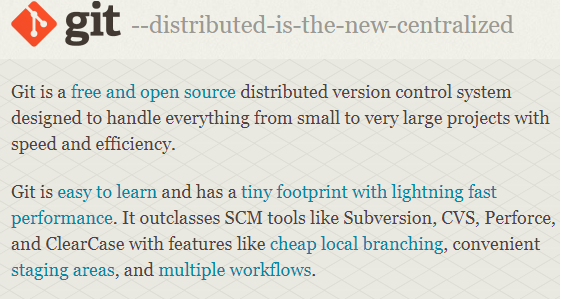 git --distributed-is-the-new-centralized
Git is a free and open source distributed version control system
designed to handle everything from small to very large projects with
speed and efficiency.
Git is easy to learn and has a tiny footprint with lightning fast
performance. It outclasses SCM tools like Subversion, CVS, Perforce,
and ClearCase with features like cheap local branching, convenient
staging areas, and multiple workflows.